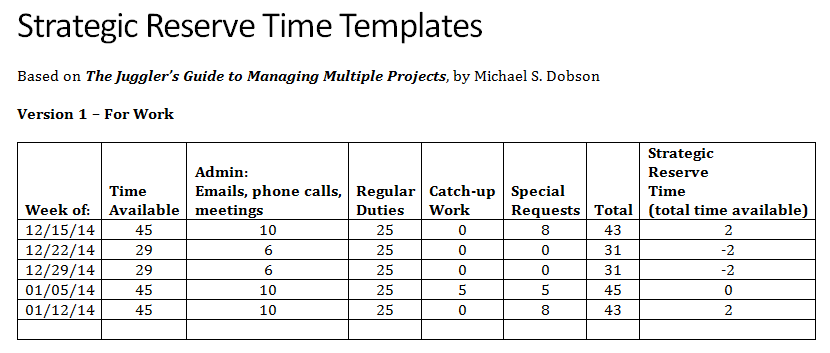 Strategic Reserve Time Templates
Based on The Juggler's Guide to Managing Multiple Projects, by Michael S. Dobson
Version 1 – For Work
Week of: Time Available Admin: Emails, phone calls, meetings Regular Duties Catch-up Work Special Requests Total Strategic Reserve Time (total time available)
12/15/14 45 10 25 0 8 43 2
12/22/14 29 6 25 0 0 31 -2
12/29/14 29 6 25 0 0 31 -2
01/05/14 45 10 25 5 5 45 0
01/12/14 45 10 25 0 8 43 2